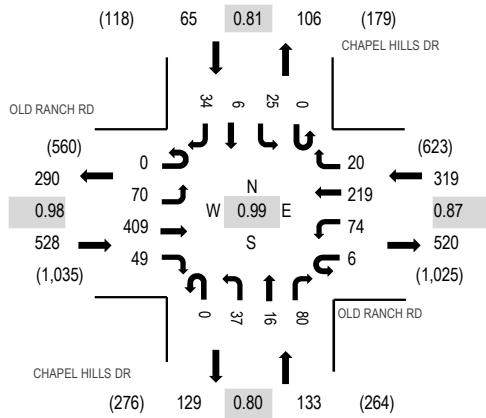 (118) 65 0.81 106 (179)
CHAPEL HILLS DR
OLD RANCH RD
34 6 25 0
(560) (623)
0 20
290 319
70 N 219
0.98 W 0.99 E 0.87
409 74
528 S 520
49 6
(1,035) (1,025)
0 37 16 80
OLD RANCH RD
CHAPEL HILLS DR
(276) 129 0.80 133 (264)